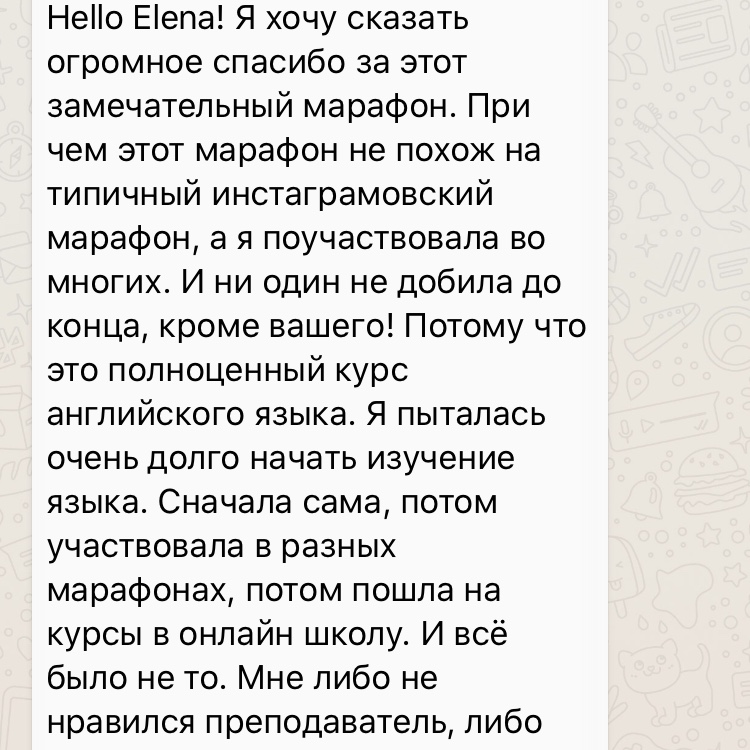 Hello Elena! Я хочу сказать
огромное спасибо за этот
замечательный марафон. При
чем этот марафон не похож на
типичный инстаграмовский
марафон, а я поучаствовала во
многих. И ни один не добила до
конца, кроме вашего! Потому что
это полноценный курс
английского языка. Я пыталась
очень долго начать изучение
языка. Сначала сама, потом
участвовала в разных
марафонах, потом пошла на
курсы в онлайн школу. И всё
было не то. Мне либо не
нравился преподаватель, либо